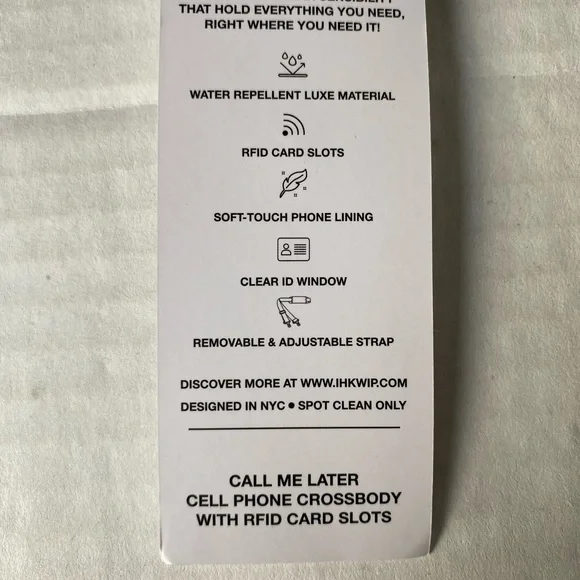 THAT HOLD EVERYTHING YOU NEED,
RIGHT WHERE YOU NEED IT!
WATER REPELLENT LUXE MATERIAL
RFID CARD SLOTS
SOFT-TOUCH PHONE LINING
CLEAR ID WINDOW
REMOVABLE & ADJUSTABLE STRAP
DISCOVER MORE AT WWW.IHKWIP.COM
DESIGNED IN NYC • SPOT CLEAN ONLY
CALL ME LATER
CELL PHONE CROSSBODY
WITH RFID CARD SLOTS